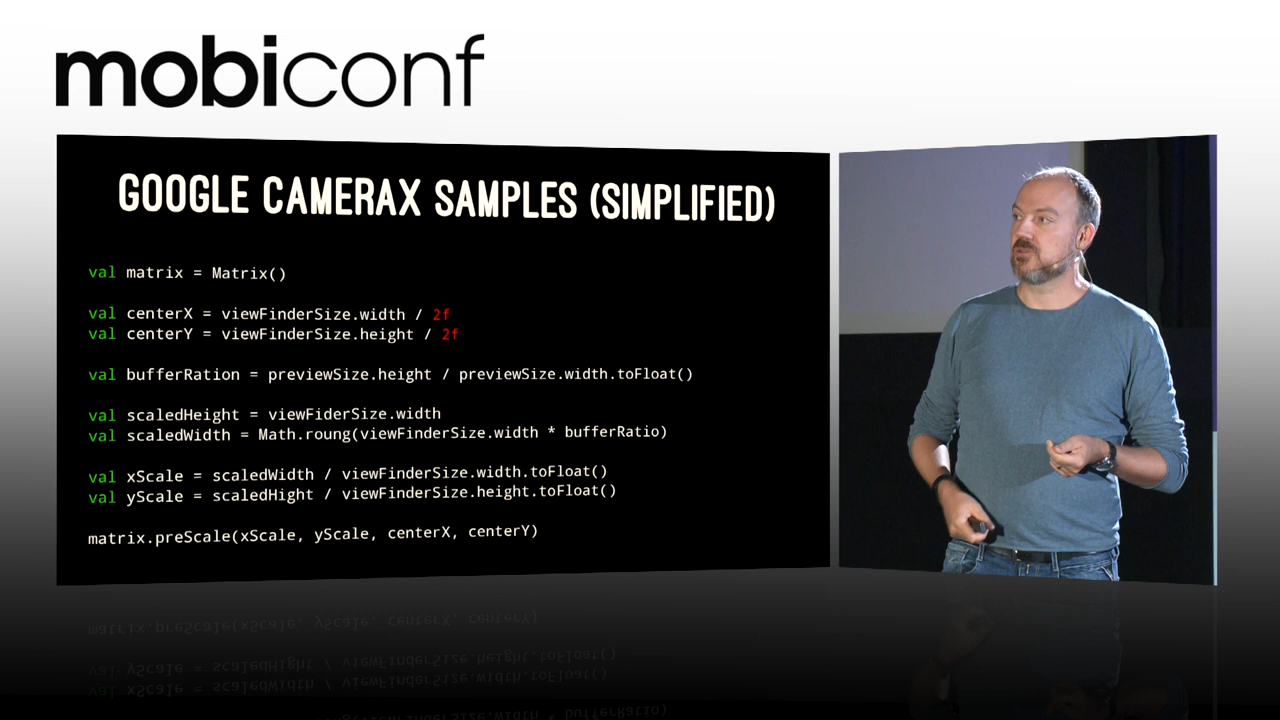 mobiconf
GOOGLE CAMERAX SAMPLES (SIMPLIFIED)
val matrix = Matrix()
val centerX = viewFinderSize.width / 2f
val centerY = viewFinderSize.height / 2f
val bufferRation = previewSize.height / previewSize.width.toFloat()
val scaledHeight = viewFiderSize.width
val scaledWidth = Math.roung(viewFinderSize.width * bufferRatio)
val xScale = scaledWidth / viewFinderSize.width.toFloat()
val yScale = scaledHight / viewFinderSize.height.toFloat()
matrix.preScale(xScale, yScale, centerX, centerY)